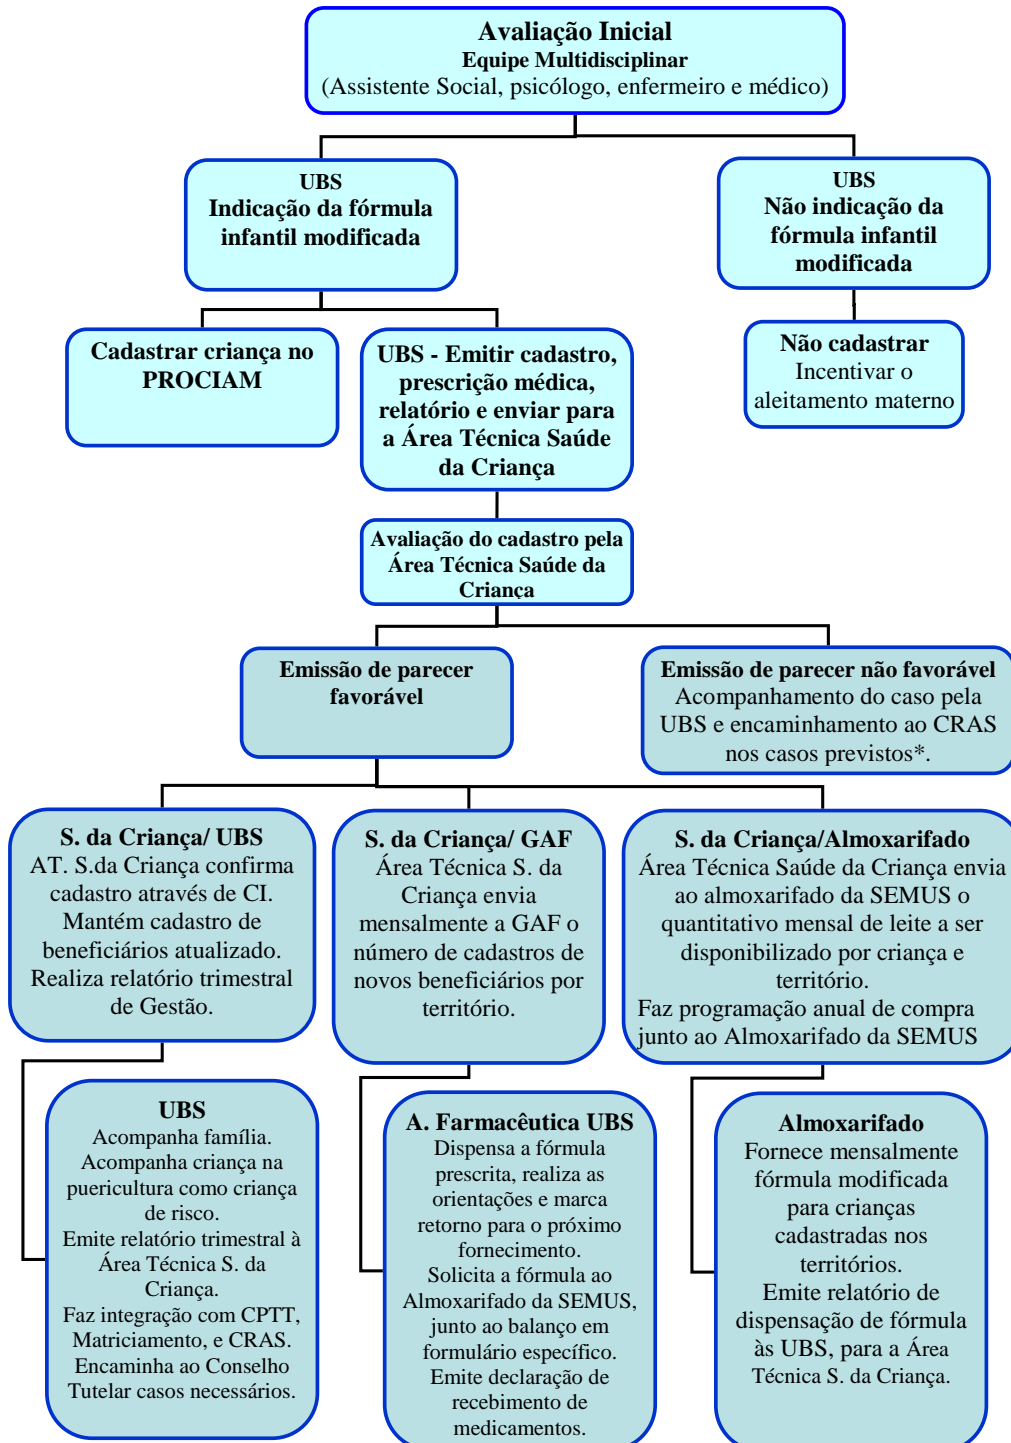 Avaliação Inicial
Equipe Multidisciplinar
(Assistente Social, psicólogo, enfermeiro e médico)
UBS
Indicação da fórmula
infantil modificada
UBS
Não indicação da
fórmula infantil
modificada
Cadastrar criança no
PROCIAM
UBS - Emitir cadastro,
prescrição médica,
relatório e enviar para
a Área Técnica Saúde
da Criança
Não cadastrar
Incentivar o
aleitamento materno
Avaliação do cadastro pela
Área Técnica Saúde da
Criança
Emissão de parecer
favorável
Emissão de parecer não favorável
Acompanhamento do caso pela
UBS e encaminhamento ao CRAS
nos casos previstos*.
S. da Criança/ UBS
AT. S.da Criança confirma
cadastro através de CI.
Mantém cadastro de
beneficiários atualizado.
Realiza relatório trimestral
de Gestão.
S. da Criança/ GAF
Área Técnica S. da
Criança envia
mensalmente a GAF o
número de cadastros de
novos beneficiários por
território.
S. da Criança/Almoxarifado
Área Técnica Saúde da Criança envia
ao almoxarifado da SEMUS o
quantitativo mensal de leite a ser
disponibilizado por criança e
território.
Faz programação anual de compra
junto ao Almoxarifado da SEMUS
UBS
Acompanha família.
Acompanha criança na
puericultura como criança
de risco.
Emite relatório trimestral à
Área Técnica S. da
Criança.
Faz integração com CPTT,
Matriciamento, e CRAS.
Encaminha ao Conselho
Tutelar casos necessários.
A. Farmacêutica UBS
Dispensa a fórmula
prescrita, realiza as
orientações e marca
retorno para o próximo
fornecimento.
Solicita a fórmula ao
Almoxarifado da SEMUS,
junto ao balanço em
formulário específico.
Emite declaração de
recebimento de
medicamentos.
Almoxarifado
Fornece mensalmente
fórmula modificada
para crianças
cadastradas nos
territórios.
Emite relatório de
dispensação de fórmula
às UBS, para a Área
Técnica S. da Criança.